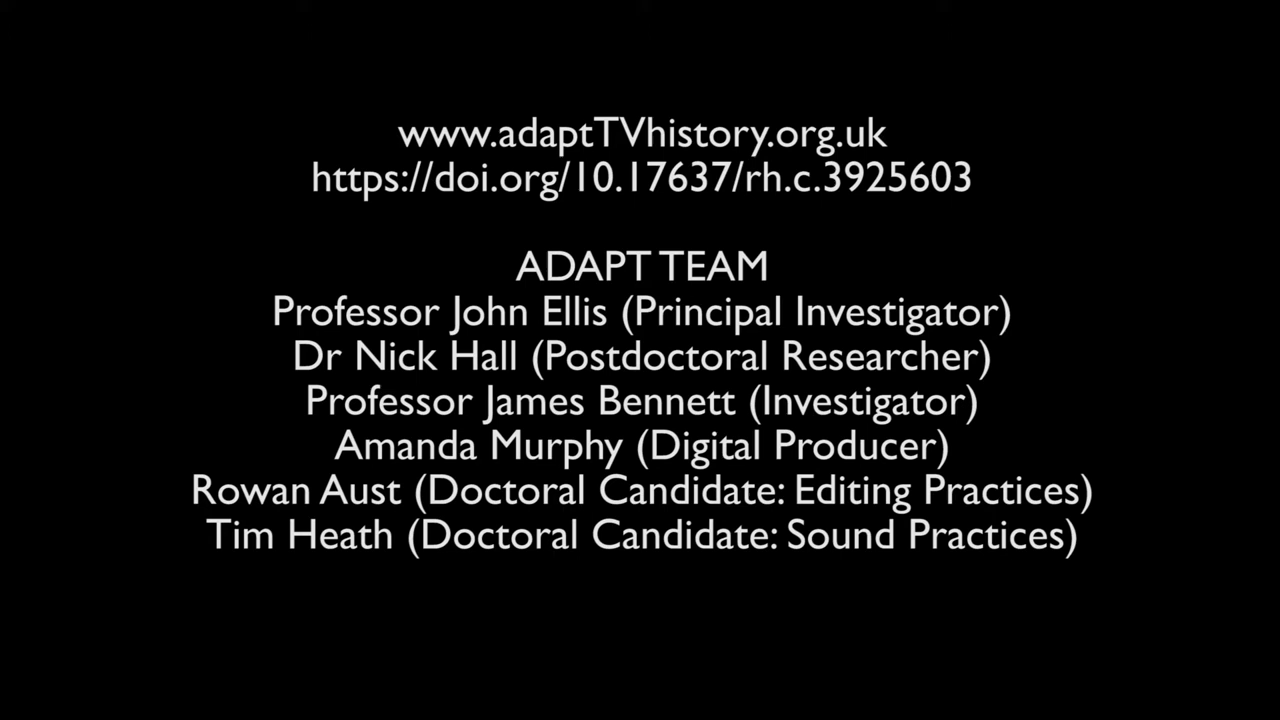 www.adaptTVhistory.org.uk
https://doi.org/10.17637/rh.c.3925603
ADAPT TEAM
Professor John Ellis (Principal Investigator)
Dr Nick Hall (Postdoctoral Researcher)
Professor James Bennett (Investigator)
Amanda Murphy (Digital Producer)
Rowan Aust (Doctoral Candidate: Editing Practices)
Tim Heath (Doctoral Candidate: Sound Practices)